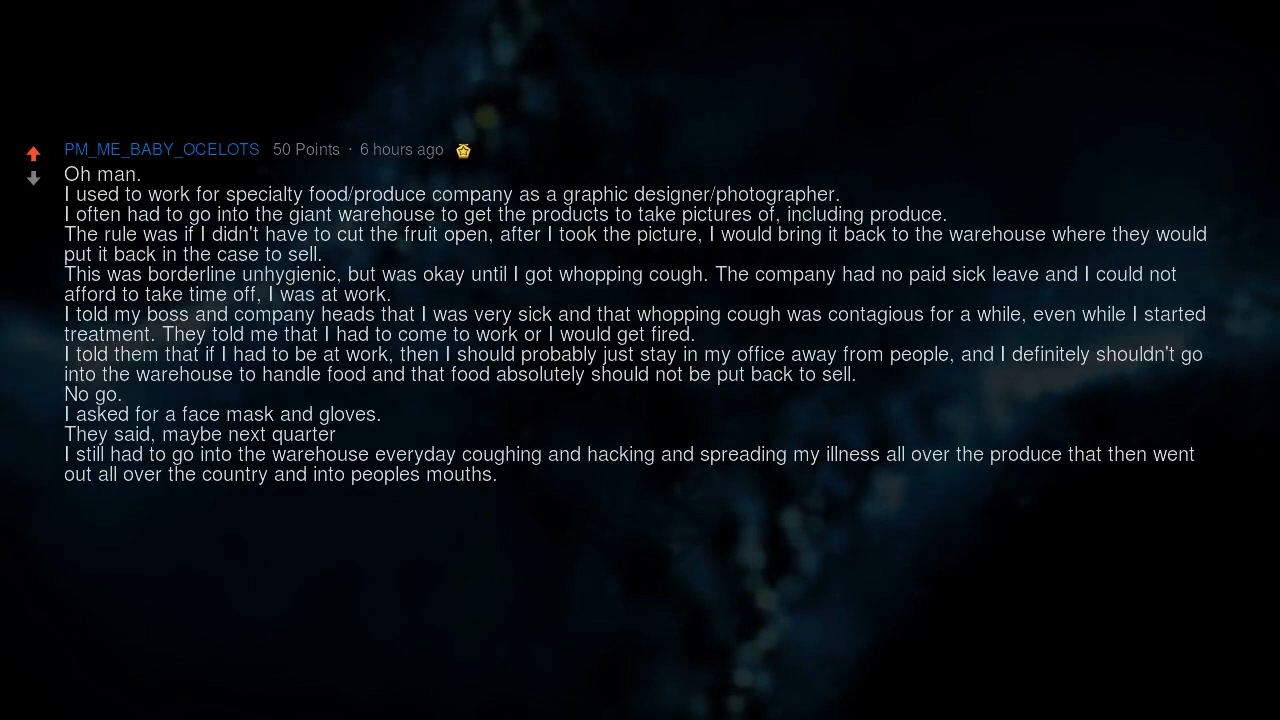 PM_ME_BABY_OCELOTS 50 Points · 6 hours ago
Oh man.
I used to work for specialty food/produce company as a graphic designer/photographer.
I often had to go into the giant warehouse to get the products to take pictures of, including produce.
The rule was if I didn't have to cut the fruit open, after I took the picture, I would bring it back to the warehouse where they would
put it back in the case to sell.
This was borderline unhygienic, but was okay until I got whopping cough. The company had no paid sick leave and I could not
afford to take time off, I was at work.
I told my boss and company heads that I was very sick and that whopping cough was contagious for a while, even while I started
treatment. They told me that I had to come to work or I would get fired.
I told them that if I had to be at work, then I should probably just stay in my office away from people, and I definitely shouldn't go
into the warehouse to handle food and that food absolutely should not be put back to sell.
No go.
I asked for a face mask and gloves.
They said, maybe next quarter
I still had to go into the warehouse everyday coughing and hacking and spreading my illness all over the produce that then went
out all over the country and into peoples mouths.